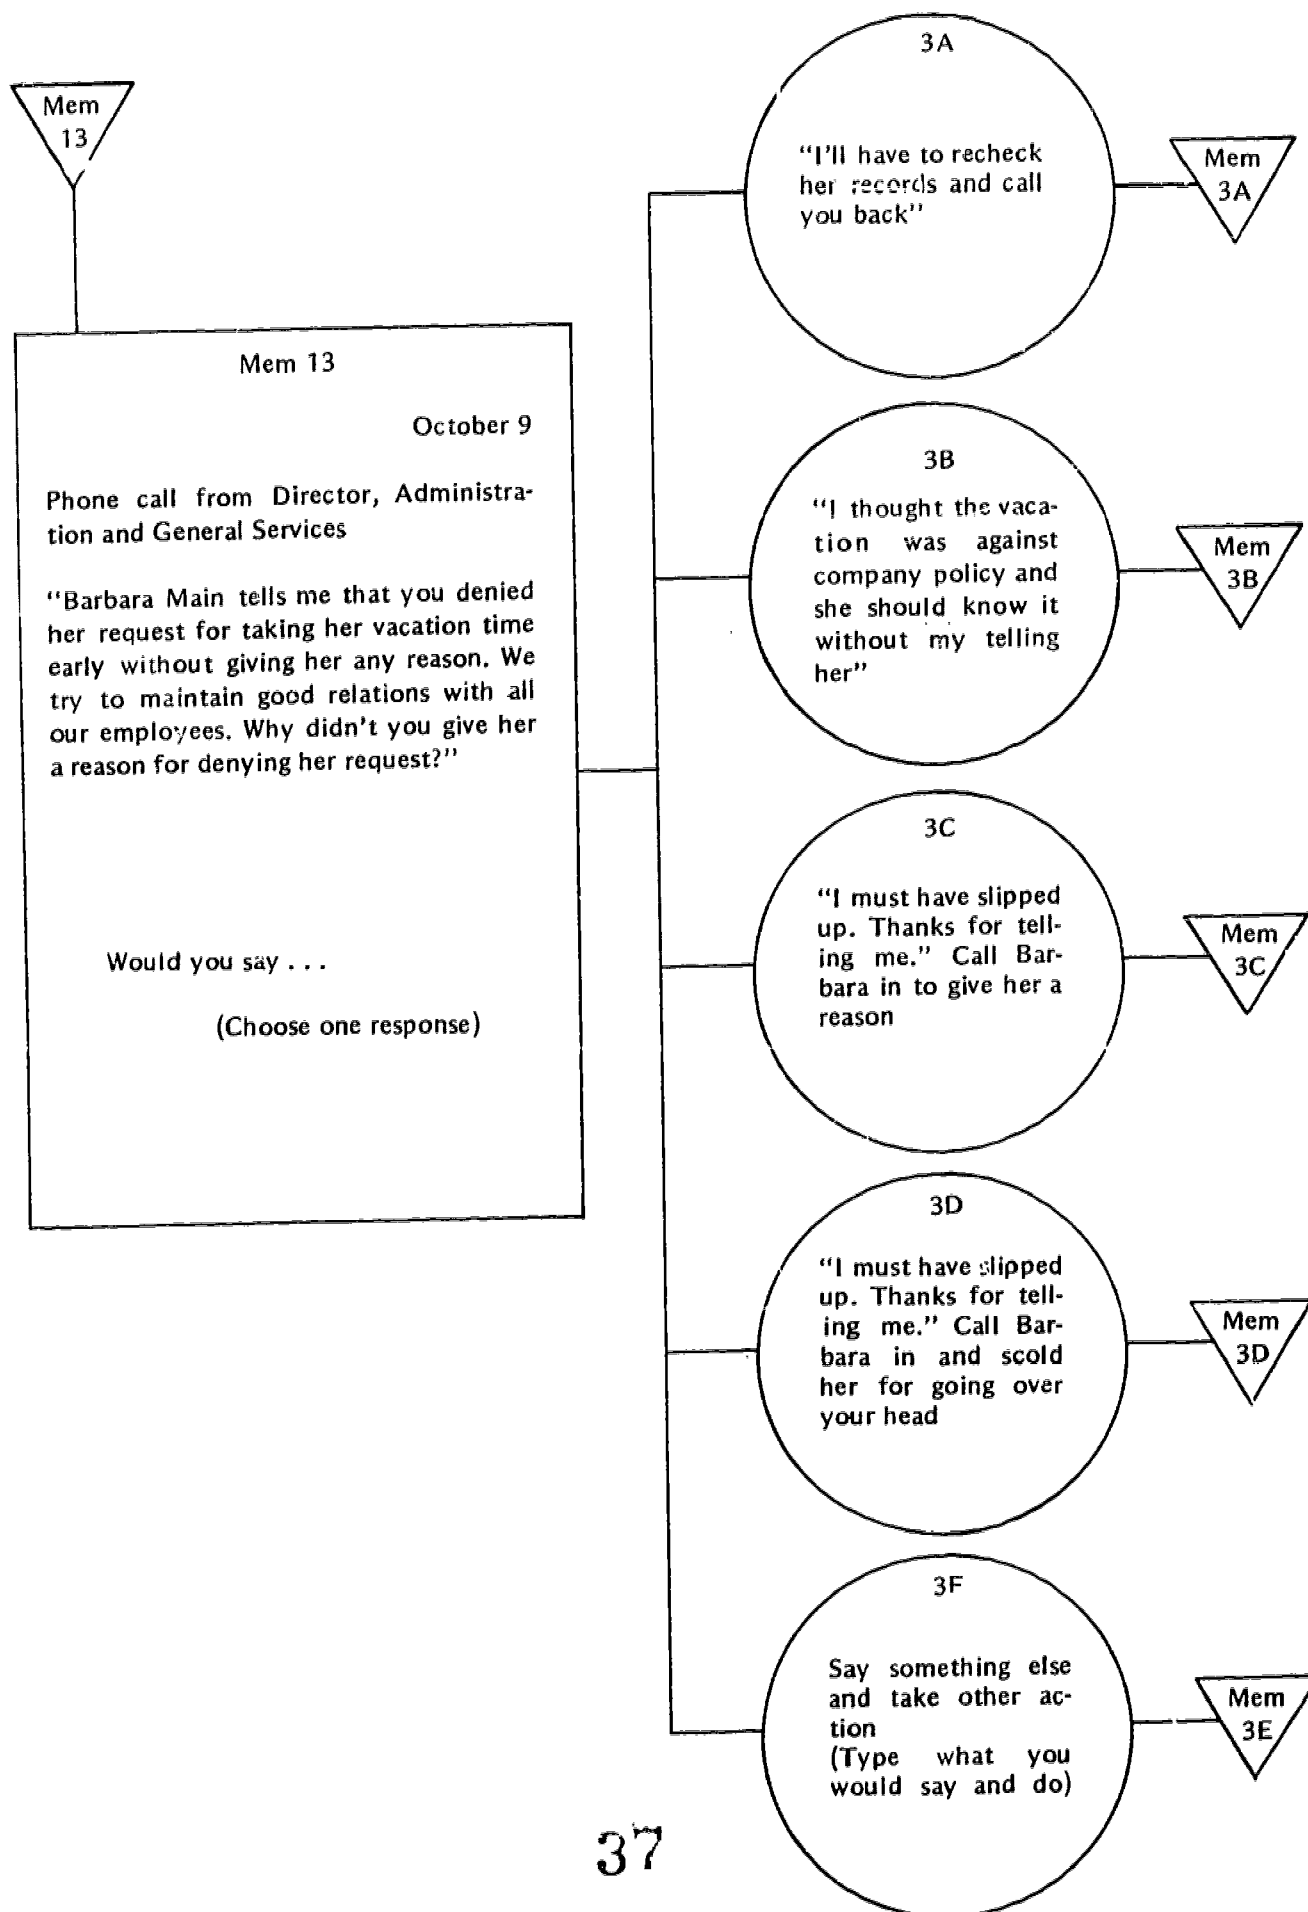 Mem
13
Mem 13
October 9
Phone call from Director, Administra-
tion and General Services
"Barbara Main tells me that you denied
her request for taking her vacation time
early without giving her any reason. We
try to maintain good relations with all
our employees. Why didn't you give her
a reason for denying her request?"
Would you say . . .
(Choose one response)
3A
"I'll have to recheck
her records and call
you back"
Mem
3A
3B
"I thought the vaca-
tion was against
company policy and
she should know it
without my telling
her"
Mem
3B
3C
"I must have slipped
up. Thanks for tell-
ing me." Call Bar-
bara in to give her a
reason
Mem
3C
3D
"I must have slipped
up. Thanks for tell-
ing me." Call Bar-
bara in and scold
her for going over
your head
Mem
3D
3F
Say something else
and take other ac-
tion
(Type what you
would say and do)
Mem
3E
37